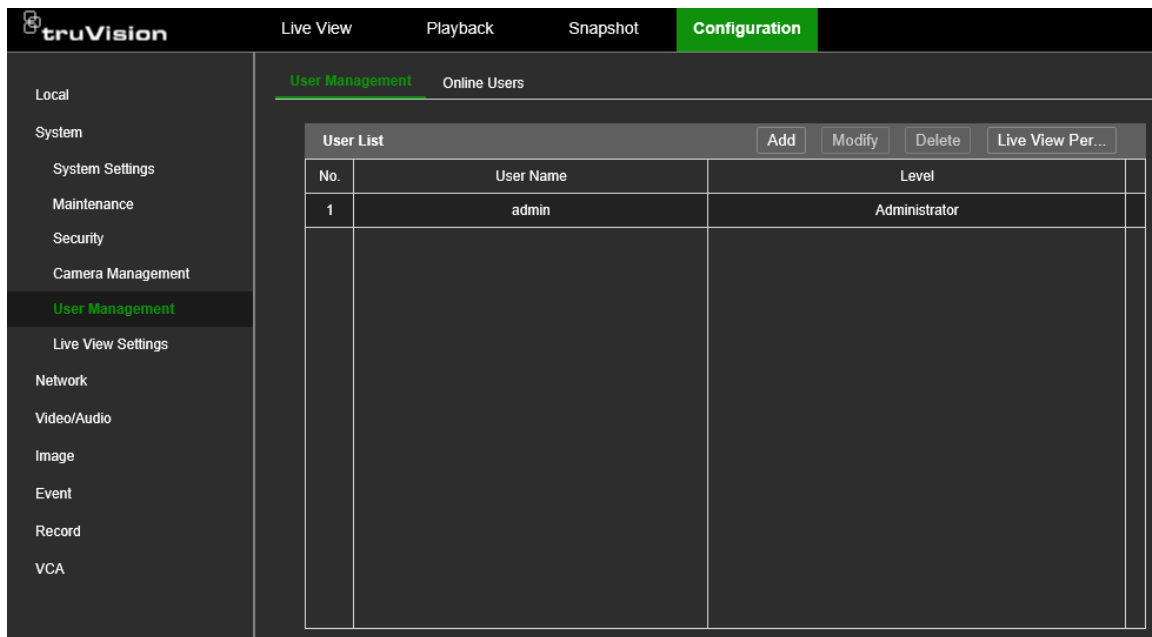 truVision Live View Playback Snapshot Configuration
User Management Online Users
Local
System
System Settings
Maintenance
Security
Camera Management
User Management
Live View Settings
Network
Video/Audio
Image
Event
Record
VCA
User List Add Modify Delete Live View Per...
No. User Name Level
1 admin Administrator